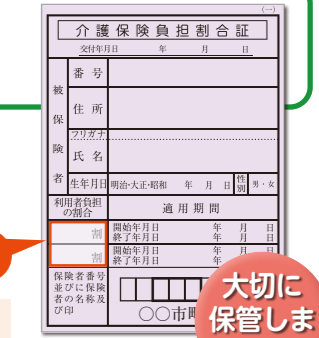 (一)
介護保険負担割合証
交付年月日 年 月 日
被保険者
番号
住所
フリガナ
氏名
生年月日 明治・大正・昭和 年 月 日 性別 男・女
利用者負担の割合 適用期間
割 開始年月日 年 月 日
終了年月日 年 月 日
割 開始年月日 年 月 日
終了年月日 年 月 日
保険者番号
並びに保険
者の名称及
び印
〇〇市
大切に
保管しま